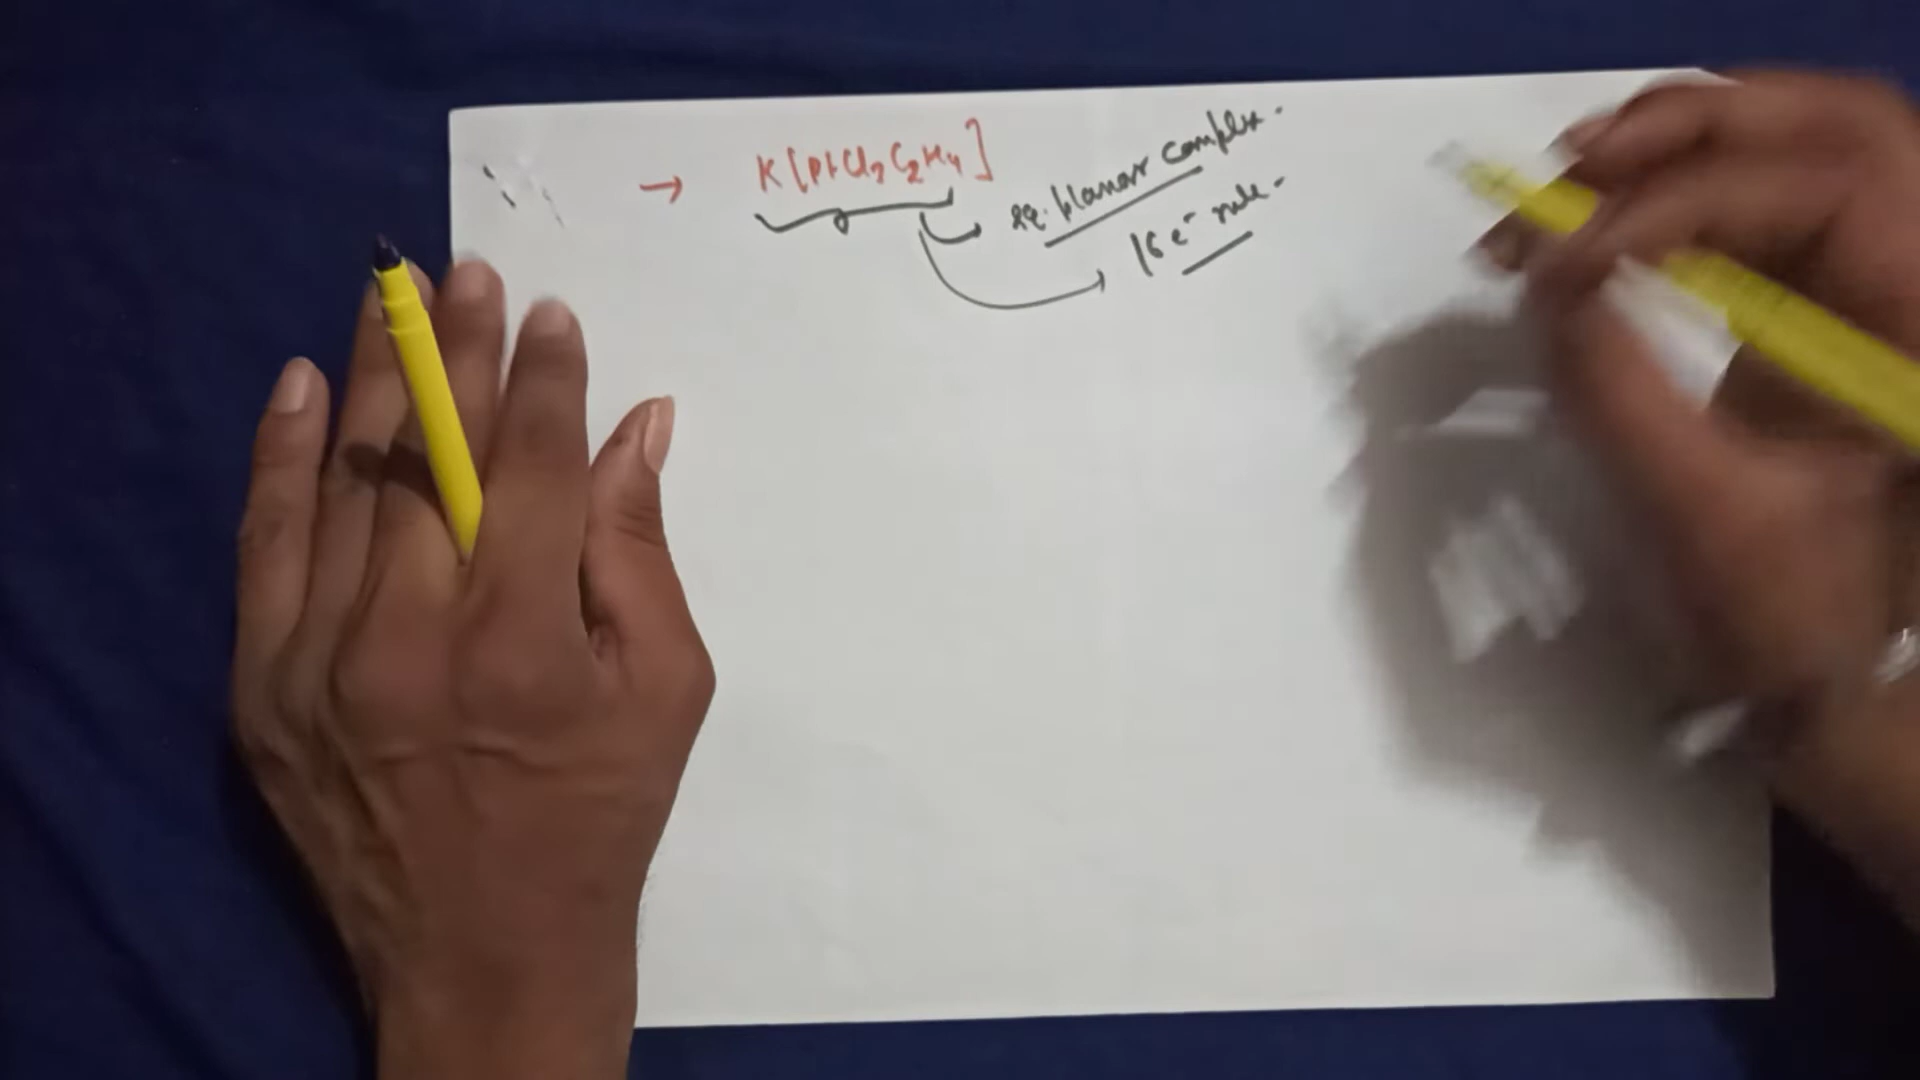 → K[PtCl3C2H4]
sq. planar complex.
16 e⁻ rule.